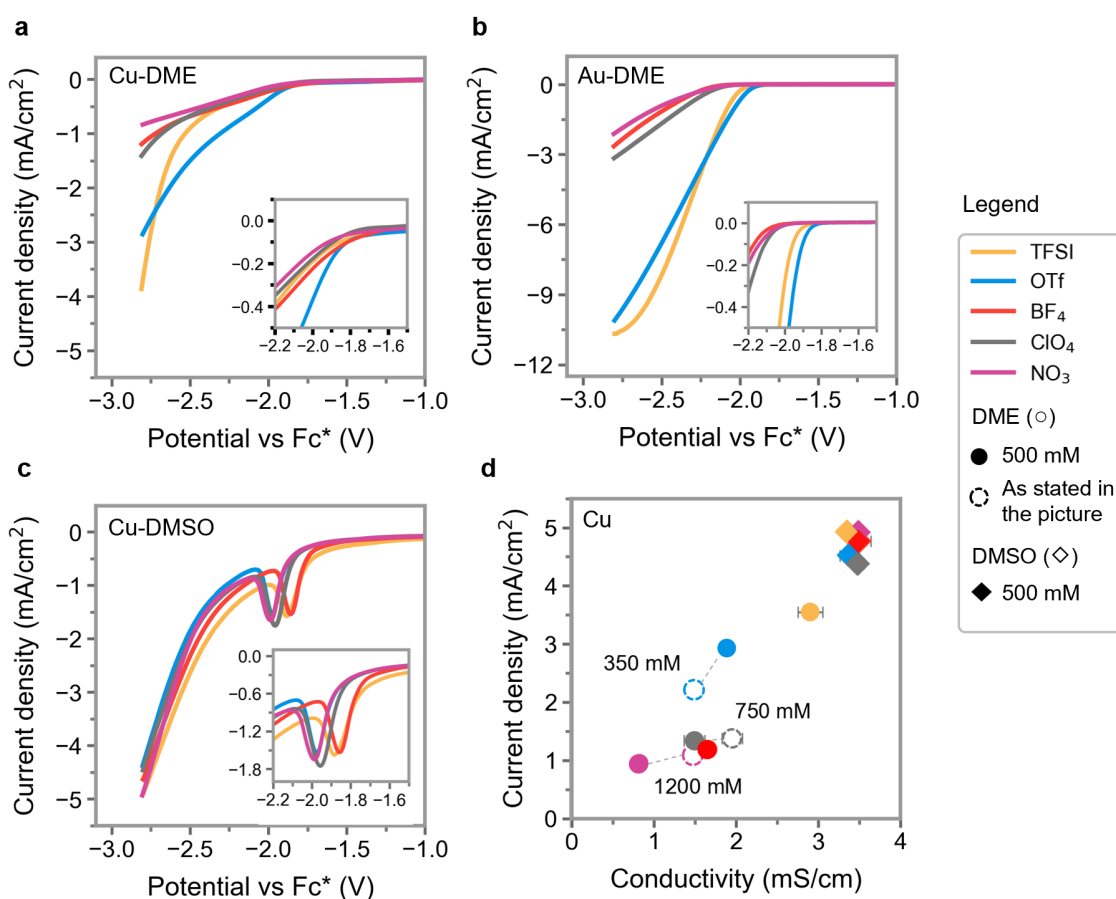 a
Cu-DME
0
−1
−2
−3
−4
−5
Current density (mA/cm²)
0.0
−0.2
−0.4
−2.2 −2.0 −1.8 −1.6
−3.0 −2.5 −2.0 −1.5 −1.0
Potential vs Fc* (V)
b
Au-DME
0
−3
−6
−9
−12
Current density (mA/cm²)
0.0
−0.2
−0.4
−2.2 −2.0 −1.8 −1.6
−3.0 −2.5 −2.0 −1.5 −1.0
Potential vs Fc* (V)
c
Cu-DMSO
0
−1
−2
−3
−4
−5
Current density (mA/cm²)
0.0
−0.6
−1.2
−1.8
−2.2 −2.0 −1.8 −1.6
−3.0 −2.5 −2.0 −1.5 −1.0
Potential vs Fc* (V)
d
Cu
5
4
3
2
1
0
Current density (mA/cm²)
350 mM
750 mM
1200 mM
0 1 2 3 4
Conductivity (mS/cm)
Legend
TFSI
OTf
BF₄
ClO₄
NO₃
DME (○)
500 mM
As stated in
the picture
DMSO (◇)
500 mM